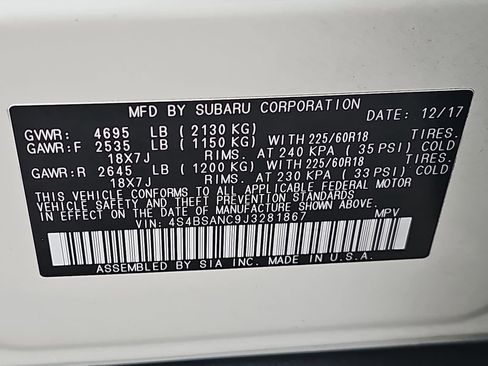 MFD BY SUBARU CORPORATION DATE: 12/17
GVWR: 4695 LB (2130 KG)
GAWR:F 2535 LB (1150 KG) WITH 225/60R18 TIRES.
18X7J RIMS. AT 240 KPA (35 PSI) COLD
GAWR:R 2645 LB (1200 KG) WITH 225/60R18 TIRES.
18X7J RIMS. AT 230 KPA (33 PSI) COLD
THIS VEHICLE CONFORMS TO ALL APPLICABLE FEDERAL MOTOR
VEHICLE SAFETY, BUMPER, AND THEFT PREVENTION STANDARDS
IN EFFECT ON THE DATE OF MANUFACTURE SHOWN ABOVE.
VIN: 4S4BSANC9J3281867 MPV
ASSEMBLED BY SIA INC. MADE IN U.S.A.